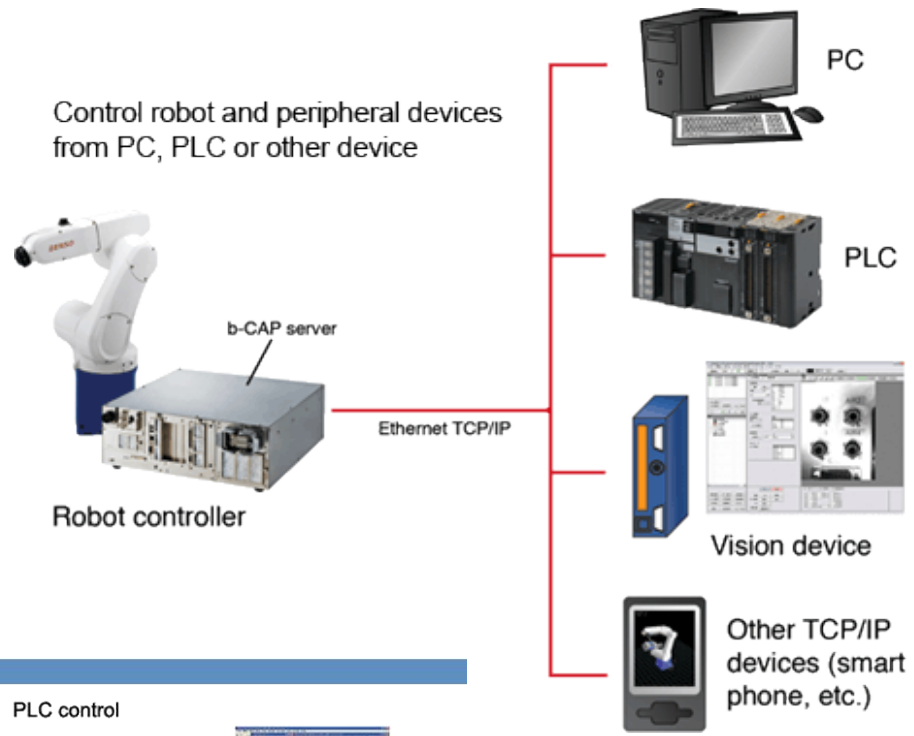 PC
Control robot and peripheral devices
from PC, PLC or other device
DENSO
PLC
b-CAP server
Ethernet TCP/IP
Robot controller
Vision device
Other TCP/IP
devices (smart
phone, etc.)
PLC control